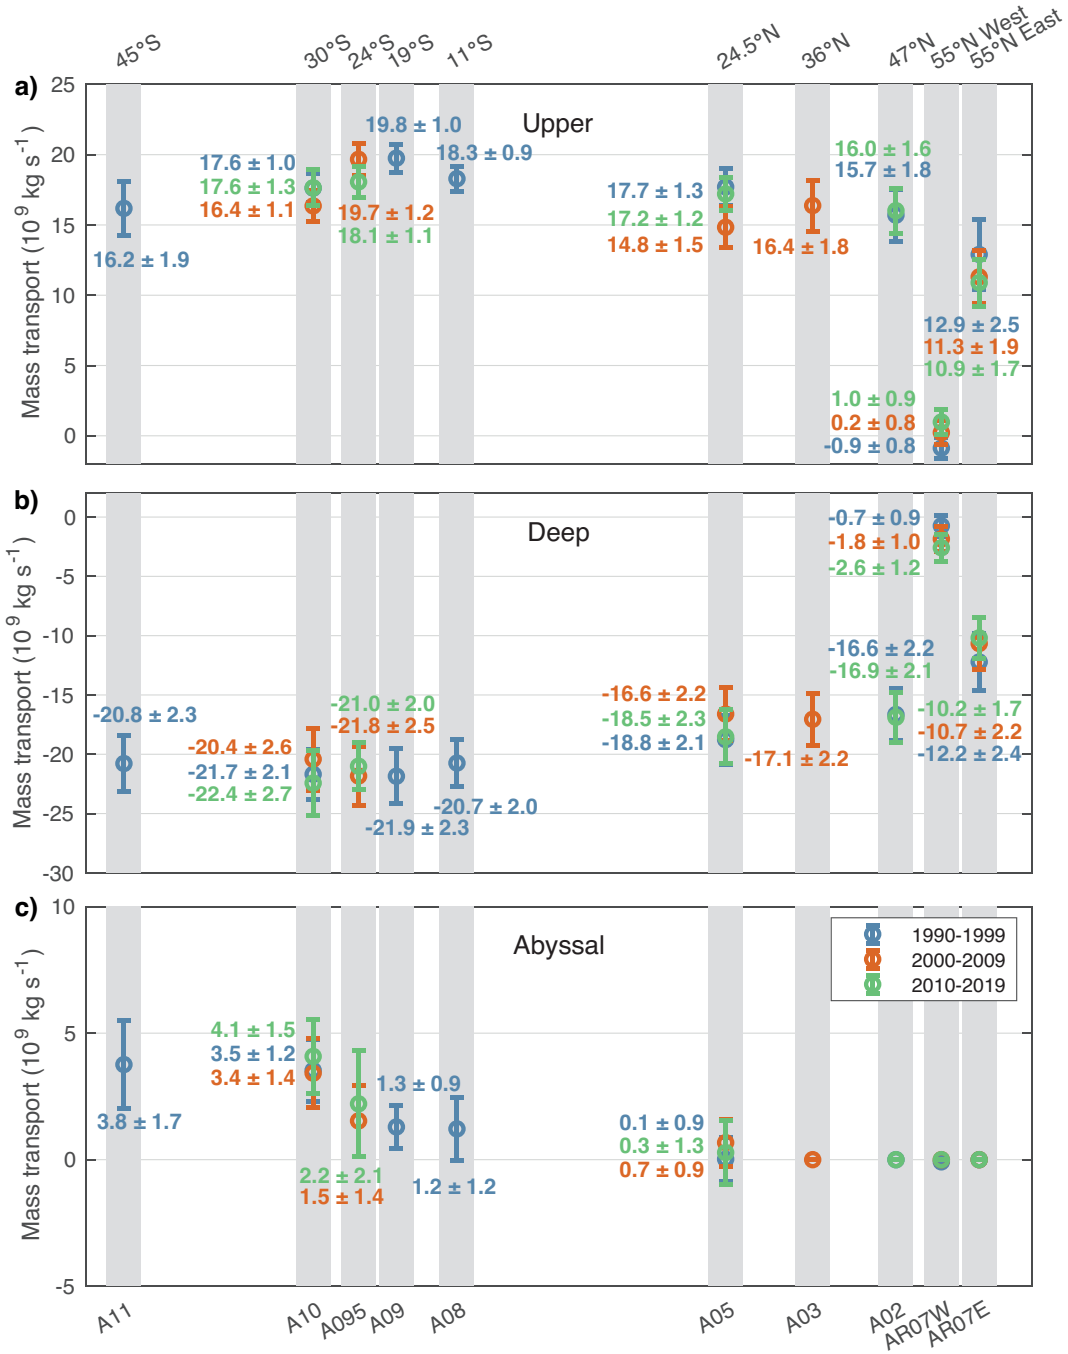 45°S
30°S
24°S
19°S
11°S
24.5°N
36°N
47°N
55°N West
55°N East
a)
Upper
Mass transport (10⁹ kg s⁻¹)
25
20
15
10
5
0
16.2 ± 1.9
17.6 ± 1.0
17.6 ± 1.3
16.4 ± 1.1
19.7 ± 1.2
18.1 ± 1.1
19.8 ± 1.0
18.3 ± 0.9
17.7 ± 1.3
17.2 ± 1.2
14.8 ± 1.5
16.4 ± 1.8
16.0 ± 1.6
15.7 ± 1.8
12.9 ± 2.5
11.3 ± 1.9
10.9 ± 1.7
1.0 ± 0.9
0.2 ± 0.8
-0.9 ± 0.8
b)
Deep
Mass transport (10⁹ kg s⁻¹)
0
-5
-10
-15
-20
-25
-30
-20.8 ± 2.3
-20.4 ± 2.6
-21.7 ± 2.1
-22.4 ± 2.7
-21.0 ± 2.0
-21.8 ± 2.5
-21.9 ± 2.3
-20.7 ± 2.0
-16.6 ± 2.2
-18.5 ± 2.3
-18.8 ± 2.1
-17.1 ± 2.2
-0.7 ± 0.9
-1.8 ± 1.0
-2.6 ± 1.2
-16.6 ± 2.2
-16.9 ± 2.1
-10.2 ± 1.7
-10.7 ± 2.2
-12.2 ± 2.4
c)
Abyssal
Mass transport (10⁹ kg s⁻¹)
10
5
0
-5
1990-1999
2000-2009
2010-2019
3.8 ± 1.7
4.1 ± 1.5
3.5 ± 1.2
3.4 ± 1.4
2.2 ± 2.1
1.5 ± 1.4
1.3 ± 0.9
1.2 ± 1.2
0.1 ± 0.9
0.3 ± 1.3
0.7 ± 0.9
A11
A10
A095
A09
A08
A05
A03
A02
AR07W
AR07E